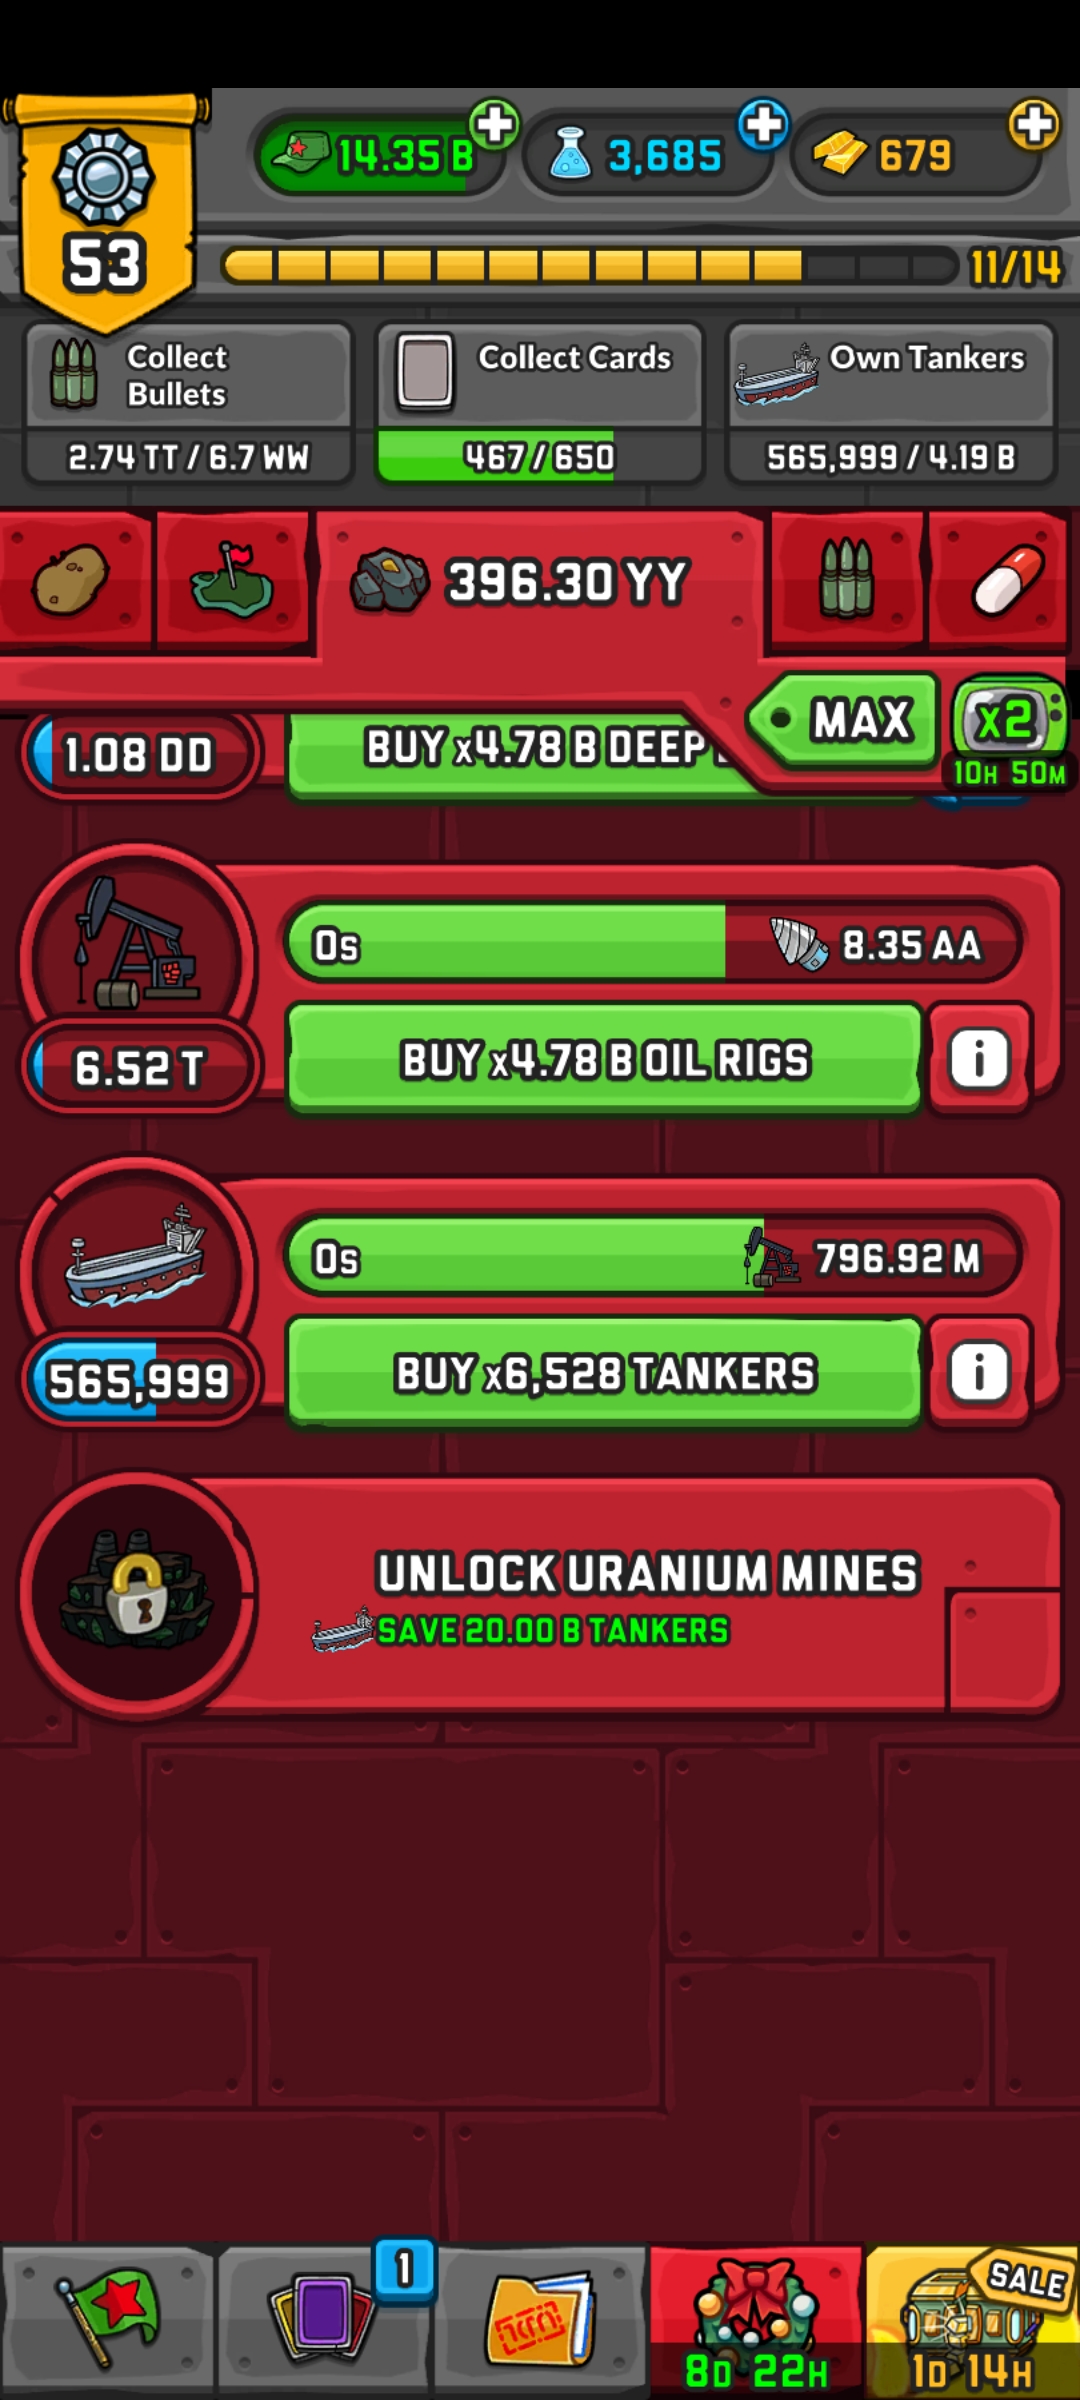 14.35 B
3,685
679
53
11/14
Collect
Bullets
Collect Cards
Own Tankers
2.74 TT / 6.7 WW
467/650
565,999 / 4.19 B
396.30 YY
MAX
x2
10H 50M
1.08 DD
BUY x4.78 B DEEP
0s
8.35 AA
6.52 T
BUY x4.78 B OIL RIGS
i
0s
796.92 M
565,999
BUY x6,528 TANKERS
i
UNLOCK URANIUM MINES
SAVE 20.00 B TANKERS
1
SALE
8D 22H
1D 14H